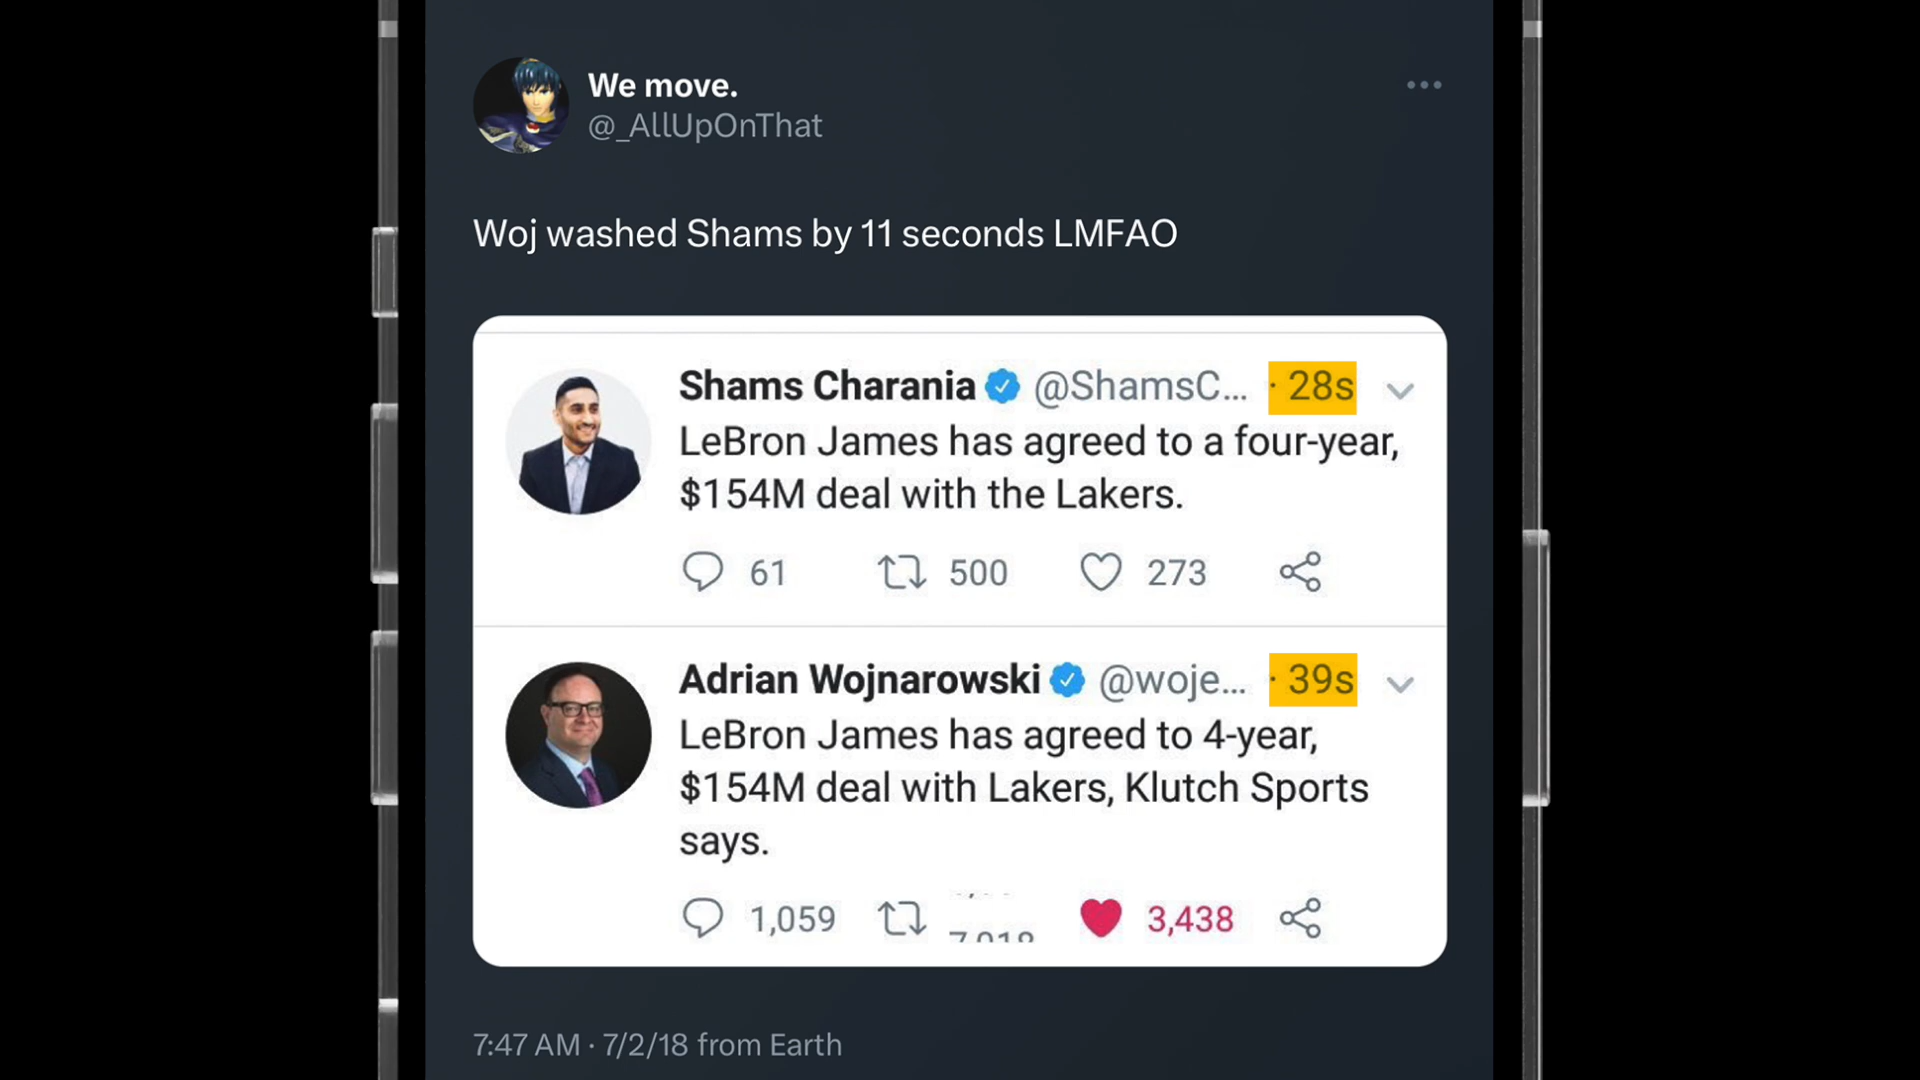 We move.
@_AllUpOnThat
Woj washed Shams by 11 seconds LMFAO
Shams Charania @ShamsC... · 28s
LeBron James has agreed to a four-year,
$154M deal with the Lakers.
61 500 273
Adrian Wojnarowski @woje... · 39s
LeBron James has agreed to 4-year,
$154M deal with Lakers, Klutch Sports
says.
1,059 3,438
7:47 AM · 7/2/18 from Earth